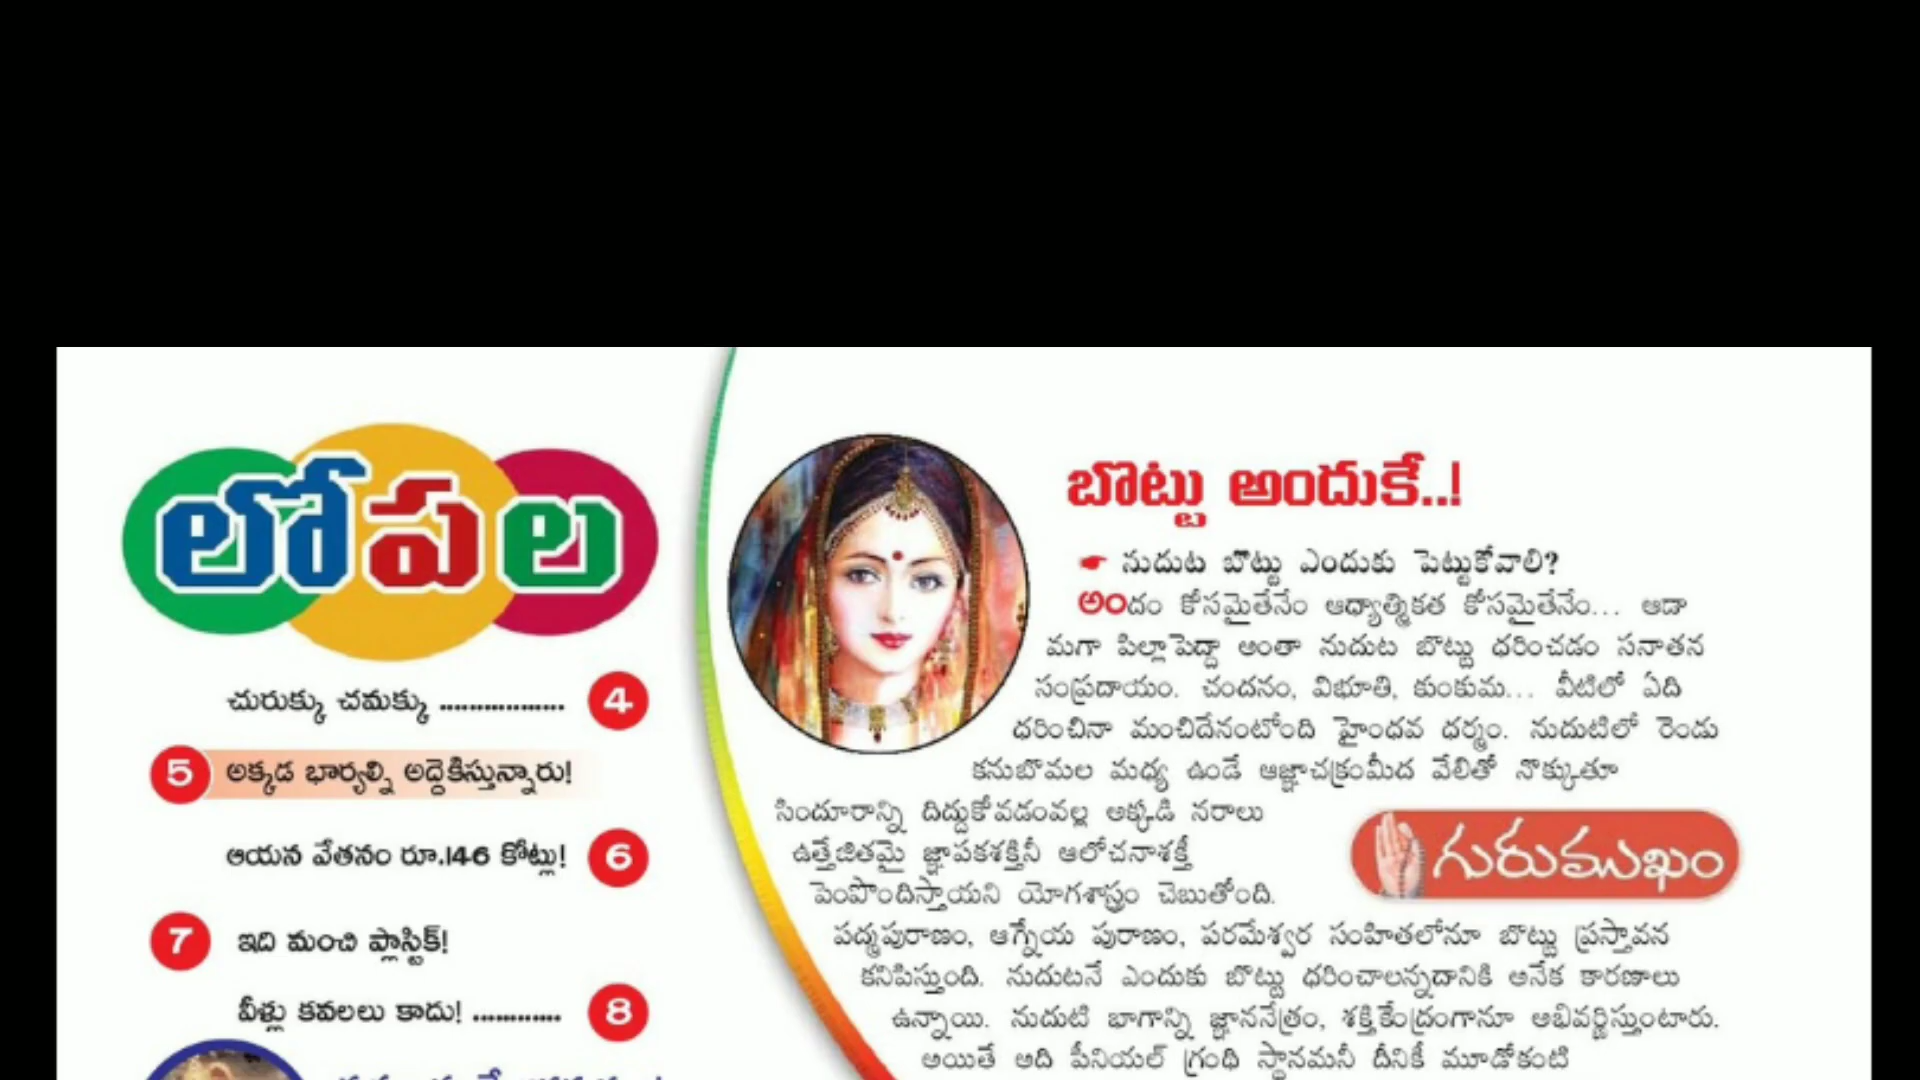 లోపల
చురుక్కు చమక్కు ................. 4
5 అక్కడ భార్యల్ని అద్దెకిస్తున్నారు!
ఆయన వేతనం రూ.146 కోట్లు! 6
7 ఇది మంచి ప్లాస్టిక్!
వీళ్లు కవలలు కాదు! ............ 8
బొట్టు అందుకే..!
నుదుట బొట్టు ఎందుకు పెట్టుకోవాలి?
అందం కోసమైతేనేం ఆధ్యాత్మికత కోసమైతేనేం... ఆడా
మగా పిల్లాపెద్దా అంతా నుదుట బొట్టు ధరించడం సనాతన
సంప్రదాయం. చందనం, విభూతి, కుంకుమ... వీటిలో ఏది
ధరించినా మంచిదేనంటోంది హైంధవ ధర్మం. నుదుటిలో రెండు
కనుబొమల మధ్య ఉండే ఆజ్ఞాచక్రంమీద వేలితో నొక్కుతూ
సిందూరాన్ని దిద్దుకోవడంవల్ల అక్కడి నరాలు
ఉత్తేజితమై జ్ఞాపకశక్తినీ ఆలోచనాశక్తీ
పెంపొందిస్తాయని యోగశాస్త్రం చెబుతోంది.
గురుముఖం
పద్మపురాణం, ఆగ్నేయ పురాణం, పరమేశ్వర సంహితలోనూ బొట్టు ప్రస్తావన
కనిపిస్తుంది. నుదుటనే ఎందుకు బొట్టు ధరించాలన్నదానికి అనేక కారణాలు
ఉన్నాయి. నుదుటి భాగాన్ని జ్ఞాననేత్రం, శక్తికేంద్రంగానూ అభివర్ణిస్తుంటారు.
అయితే అది పీనియల్ గ్రంథి స్థానమనీ దీనికే మూడోకంటి